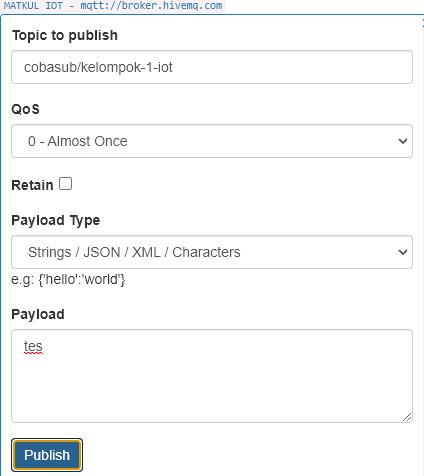 MATKUL IOT - mqtt://broker.hivemq.com
Topic to publish
cobasub/kelompok-1-iot
QoS
0 - Almost Once
Retain
Payload Type
Strings / JSON / XML / Characters
e.g: {'hello':'world'}
Payload
tes
Publish